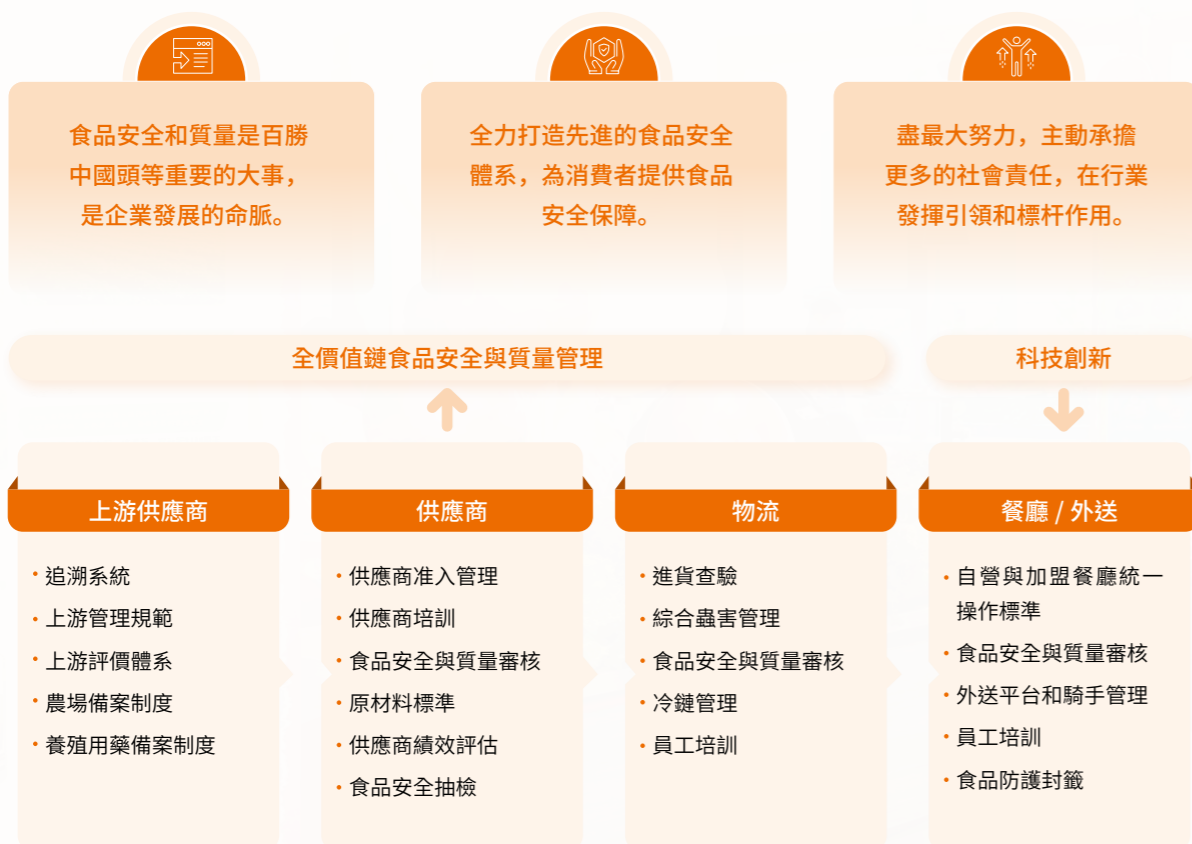 食品安全和質量是百勝
中國頭等重要的大事，
是企業發展的命脈。
全力打造先進的食品安全
體系，為消費者提供食品
安全保障。
盡最大努力，主動承擔
更多的社會責任，在行業
發揮引領和標杆作用。
全價值鏈食品安全與質量管理
科技創新
上游供應商
• 追溯系統
• 上游管理規範
• 上游評價體系
• 農場備案制度
• 養殖用藥備案制度
供應商
• 供應商准入管理
• 供應商培訓
• 食品安全與質量審核
• 原材料標準
• 供應商績效評估
• 食品安全抽檢
物流
• 進貨查驗
• 綜合蟲害管理
• 食品安全與質量審核
• 冷鏈管理
• 員工培訓
餐廳 / 外送
• 自營與加盟餐廳統一
操作標準
• 食品安全與質量審核
• 外送平台和騎手管理
• 員工培訓
• 食品防護封籤